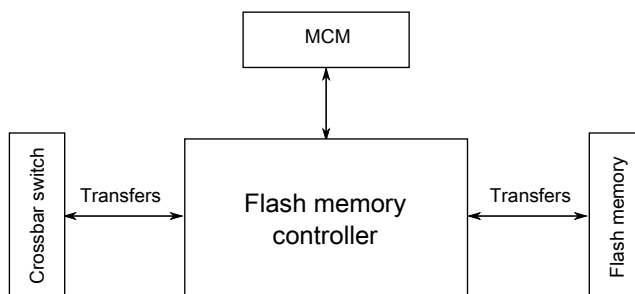 MCM
Crossbar switch
Transfers
Flash memory
controller
Transfers
Flash memory